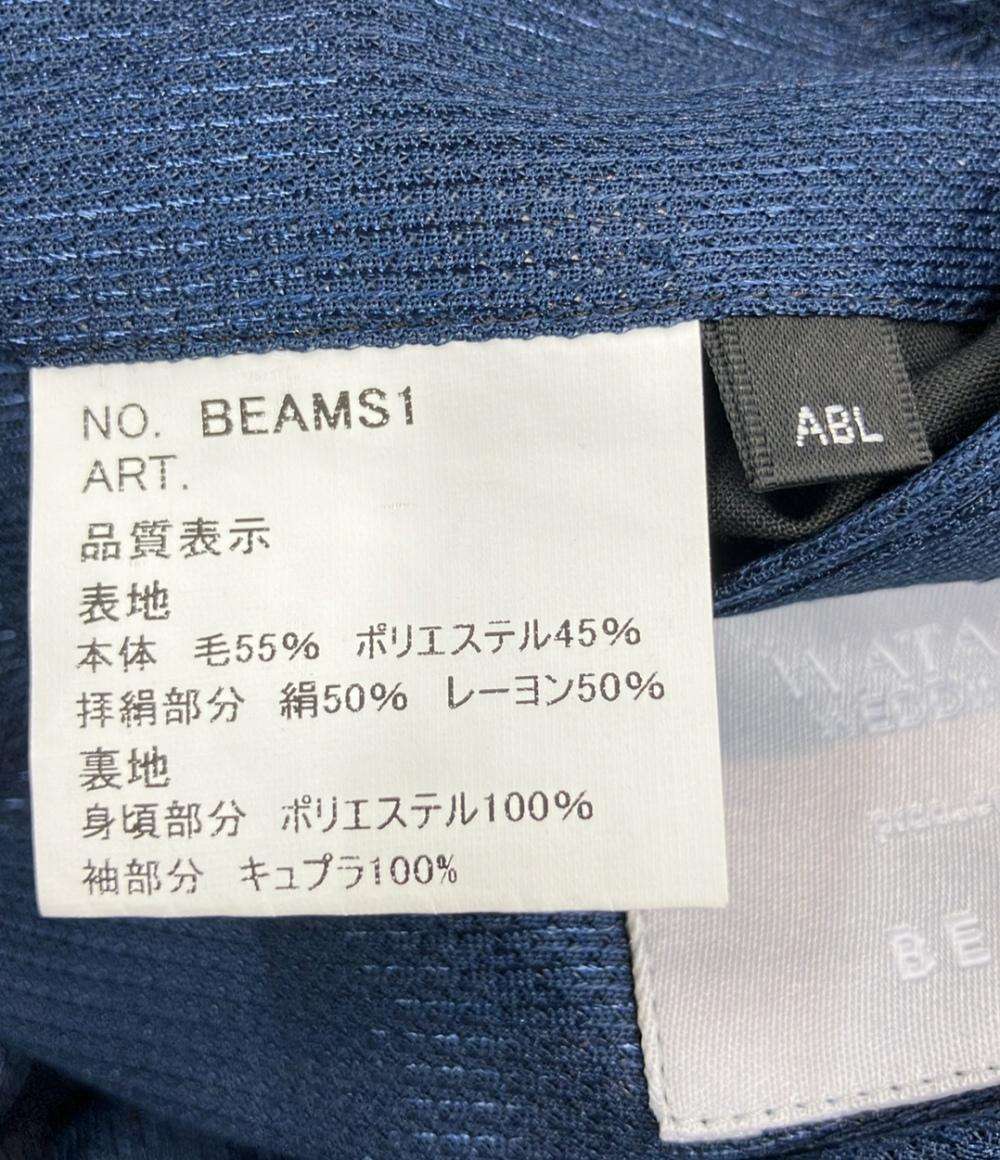 NO. BEAMS1
ART.
品質表示
表地
本体 毛55% ポリエステル45%
拝絹部分 絹50% レーヨン50%
裏地
身頃部分 ポリエステル100%
袖部分 キュプラ100%
ABL
BE